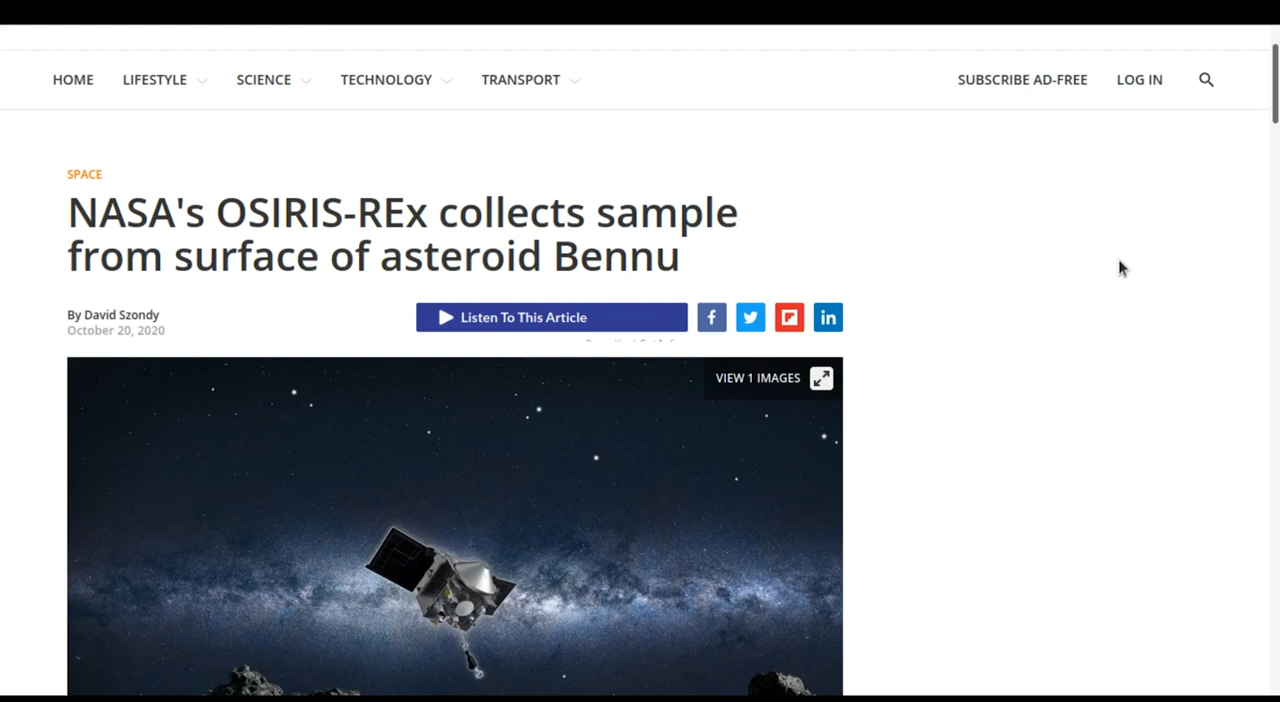 HOME LIFESTYLE SCIENCE TECHNOLOGY TRANSPORT SUBSCRIBE AD-FREE LOG IN
SPACE
NASA's OSIRIS-REx collects sample
from surface of asteroid Bennu
By David Szondy
October 20, 2020
Listen To This Article
VIEW 1 IMAGES